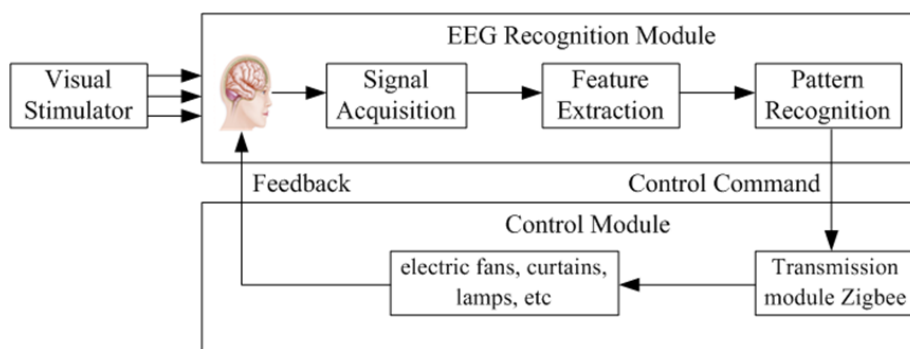 EEG Recognition Module
Visual
Stimulator
Signal
Acquisition
Feature
Extraction
Pattern
Recognition
Feedback
Control Command
Control Module
electric fans, curtains,
lamps, etc
Transmission
module Zigbee